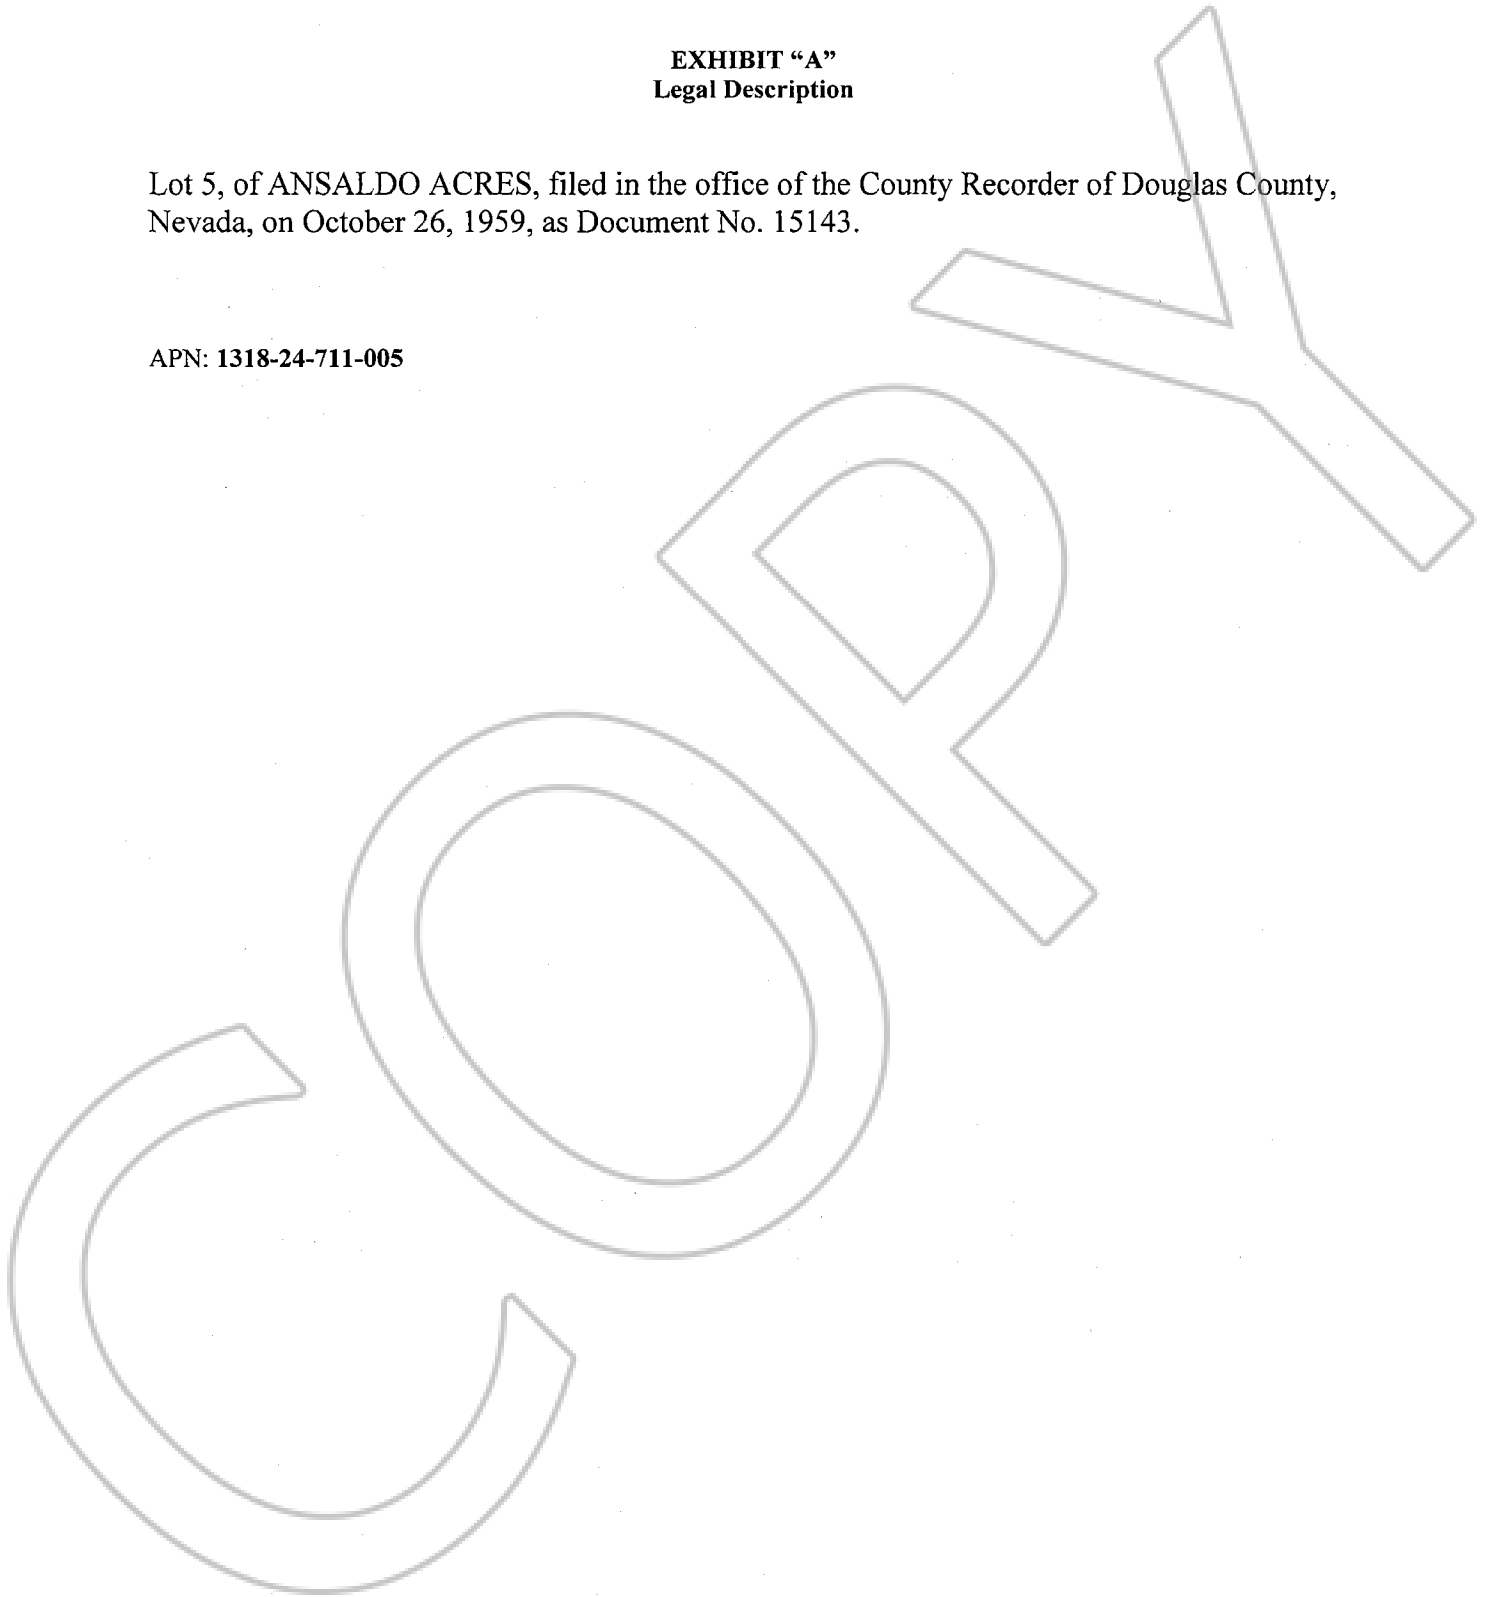 EXHIBIT “A”
Legal Description
Lot 5, of ANSALDO ACRES, filed in the office of the County Recorder of Douglas County,
Nevada, on October 26, 1959, as Document No. 15143.
APN: 1318-24-711-005
COPY